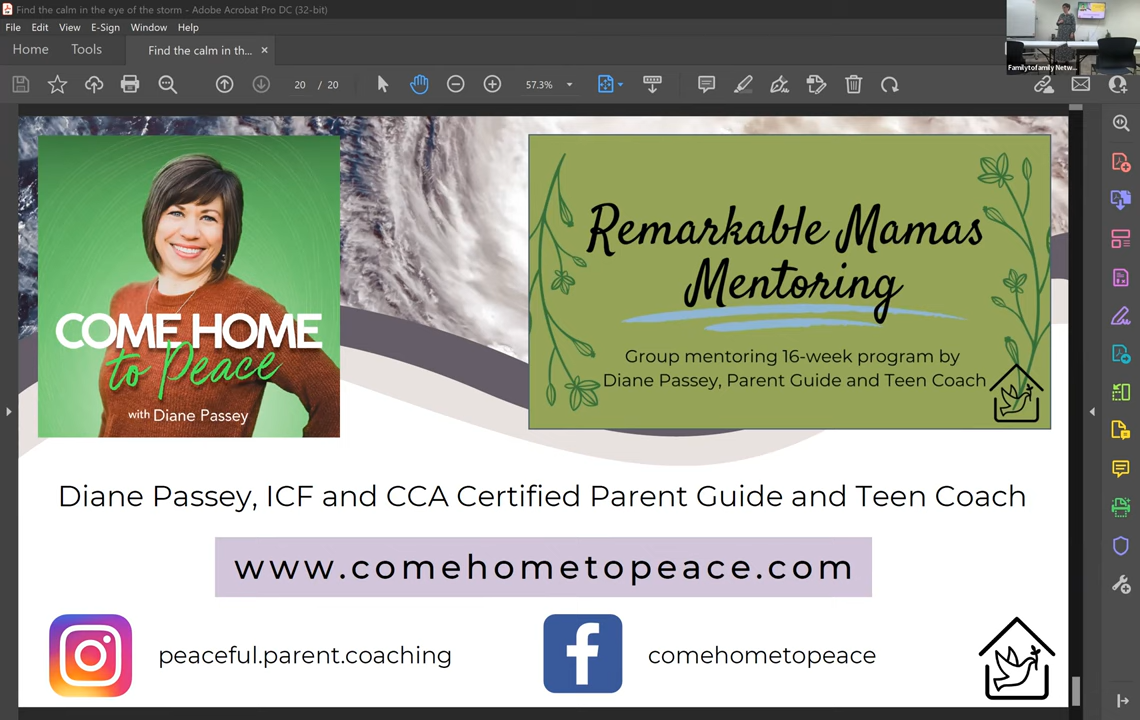 Find the calm in the eye of the storm - Adobe Acrobat Pro DC (32-bit)
File Edit View E-Sign Window Help
Home Tools Find the calm in th... ×
20 / 20 57.3%
Familytofamily Netw...
COME HOME
to Peace
with Diane Passey
Remarkable Mamas
Mentoring
Group mentoring 16-week program by
Diane Passey, Parent Guide and Teen Coach
Diane Passey, ICF and CCA Certified Parent Guide and Teen Coach
www.comehometopeace.com
peaceful.parent.coaching
comehometopeace